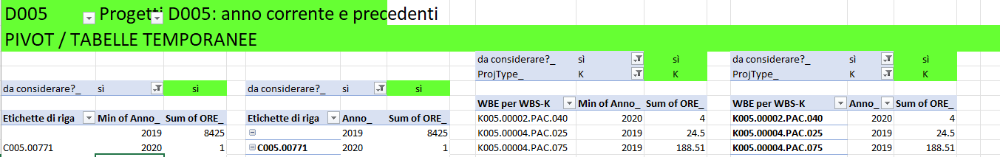 D005 Progetti D005: anno corrente e precedenti
PIVOT / TABELLE TEMPORANEE
da considerare?_ sì sì da considerare?_ sì sì
ProjType_ K K ProjType_ K K
da considerare?_ sì sì da considerare?_ sì sì
WBE per WBS-K Min of Anno_ Sum of ORE_ WBE per WBS-K Anno_ Sum of ORE_
Etichette di riga Min of Anno_ Sum of ORE_ Etichette di riga Anno_ Sum of ORE_ K005.00002.PAC.040 2020 4 K005.00002.PAC.040 2020 4
2019 8425 2019 8425 K005.00004.PAC.025 2019 24.5 K005.00004.PAC.025 2019 24.5
C005.00771 2020 1 C005.00771 2020 1 K005.00004.PAC.075 2019 188.51 K005.00004.PAC.075 2019 188.51